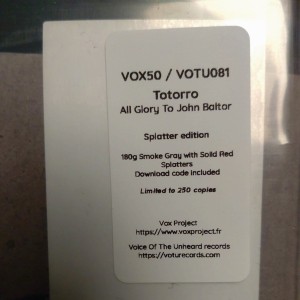 VOX50 / VOTU081
Totorro
All Glory To John Baltor
Splatter edition
180g Smoke Gray with Solid Red
Splatters
Download code included
Limited to 250 copies
Vox Project
https://www.voxproject.fr
Voice Of The Unheard records
https://voturecords.com